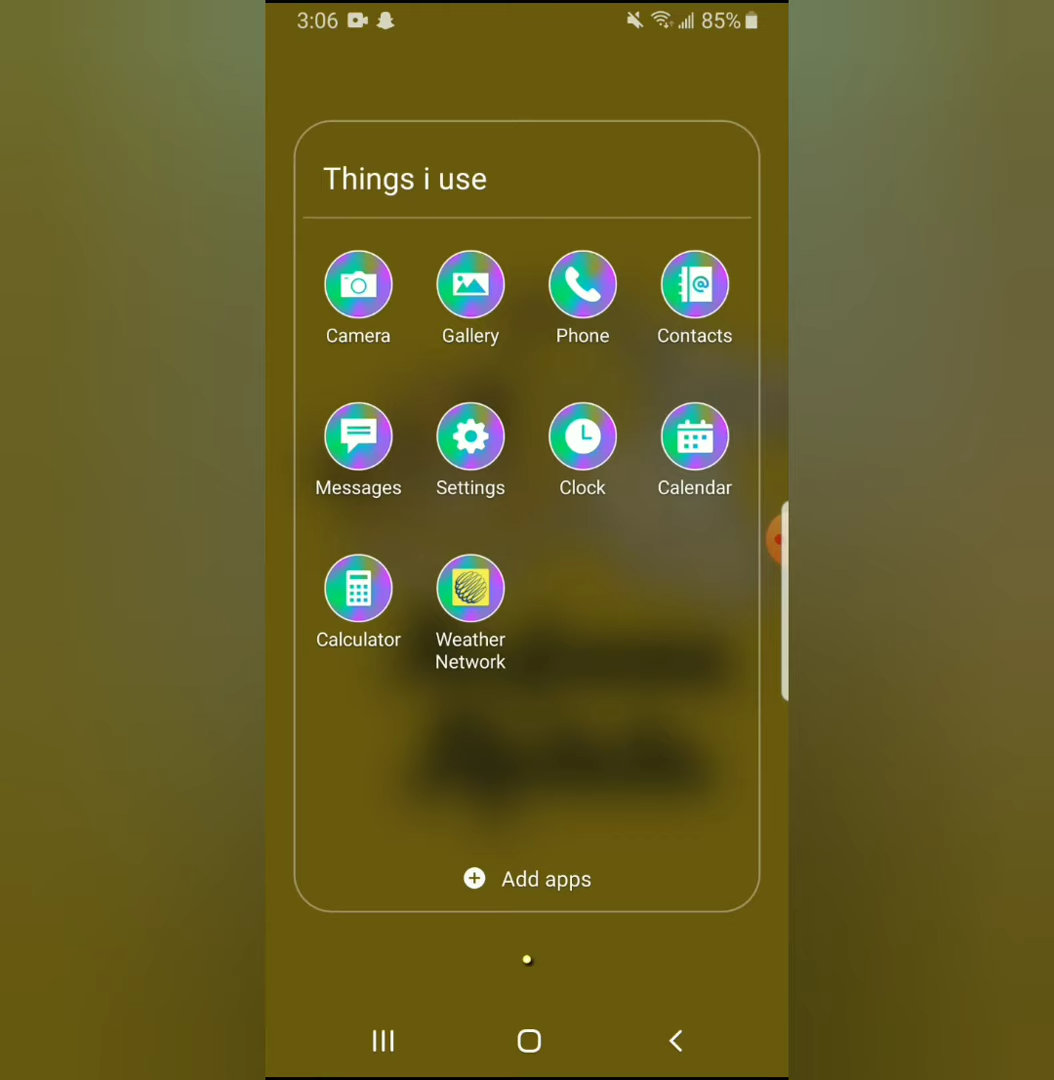 3:06 85%
Things i use
Camera Gallery Phone Contacts
Messages Settings Clock Calendar
Calculator Weather
Network
Add apps